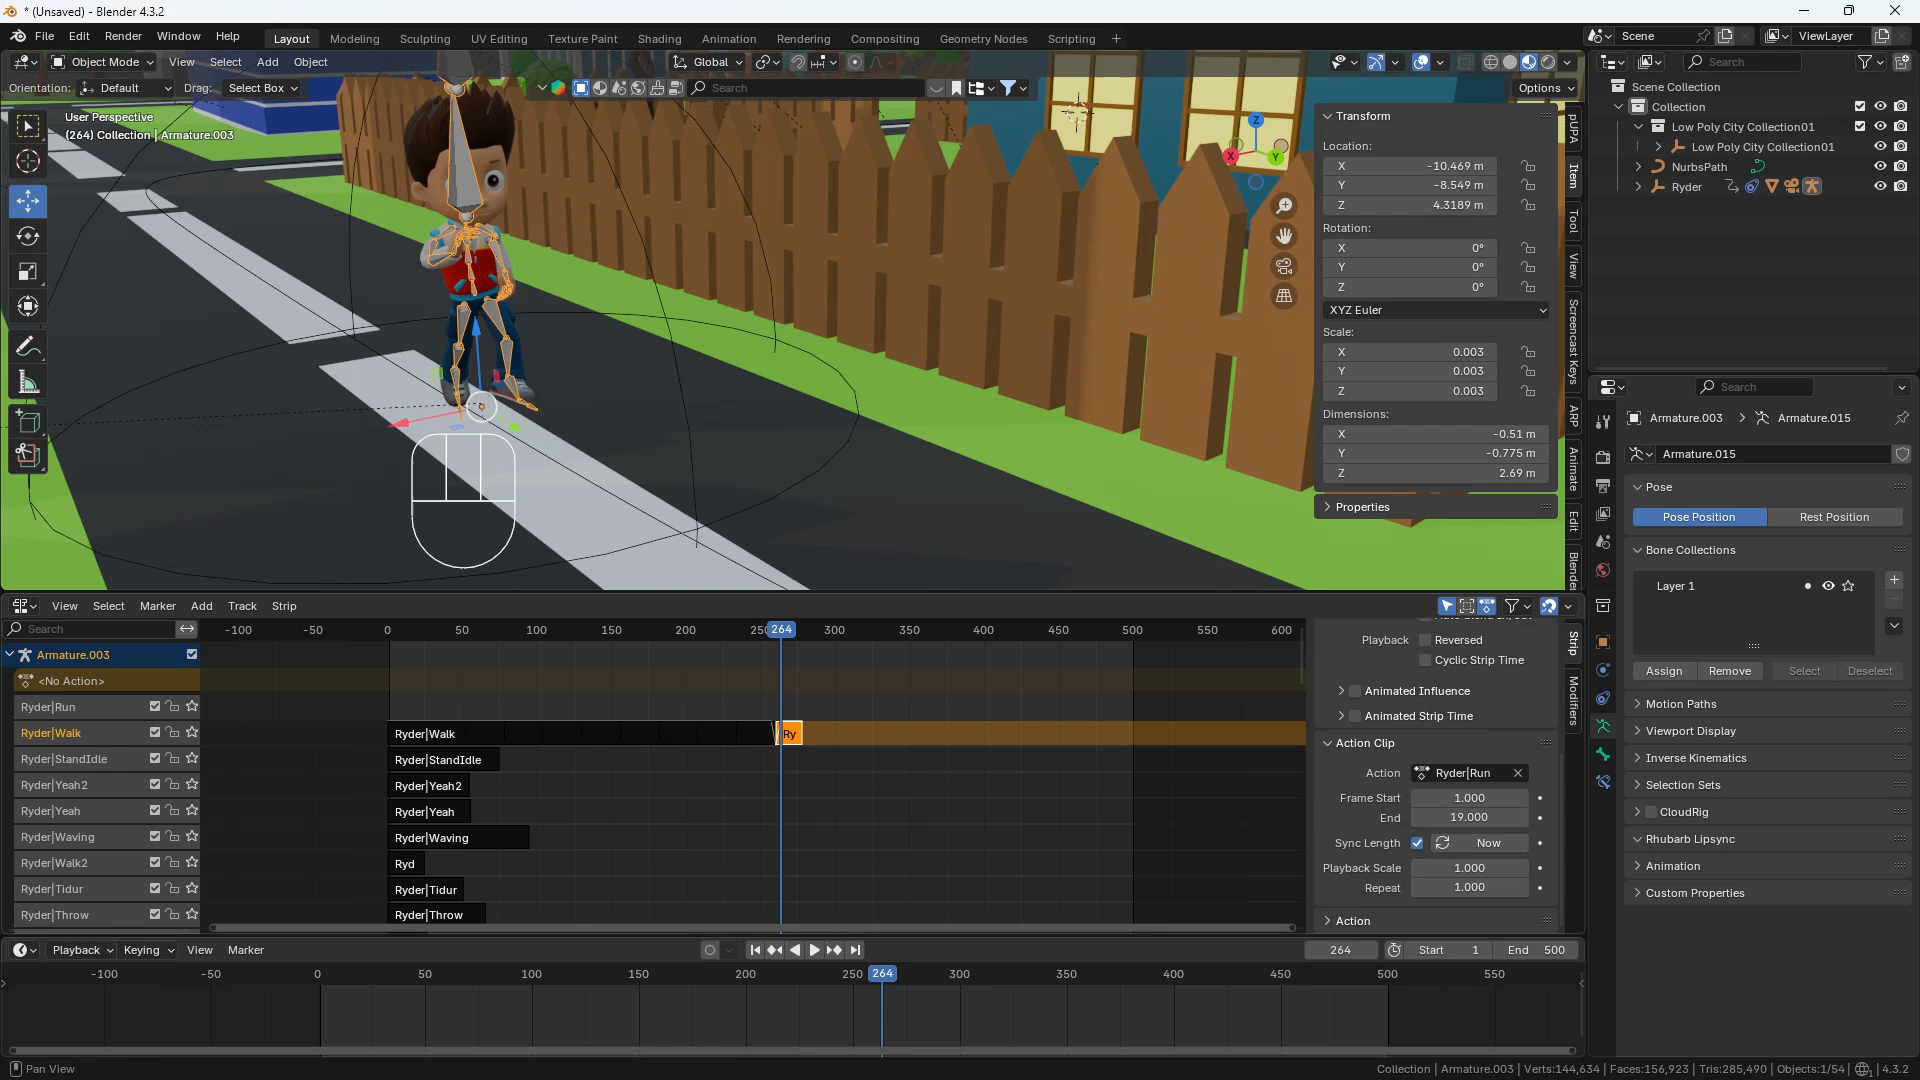 * (Unsaved) - Blender 4.3.2
File Edit Render Window Help
Layout Modeling Sculpting UV Editing Texture Paint Shading Animation Rendering Compositing Geometry Nodes Scripting +
Scene
ViewLayer
Object Mode View Select Add Object
Global
Orientation: Default Drag: Select Box
Search
Options
User Perspective
(264) Collection | Armature.003
Z
X
Y
Transform
Location:
X -10.469 m
Y -8.549 m
Z 4.3189 m
Rotation:
X 0°
Y 0°
Z 0°
XYZ Euler
Scale:
X 0.003
Y 0.003
Z 0.003
Dimensions:
X -0.51 m
Y -0.775 m
Z 2.69 m
Properties
pUPA
Item
Tool
View
Screencast Keys
ARP
Animate
Edit
Blende
Search
Scene Collection
Collection
Low Poly City Collection01
Low Poly City Collection01
NurbsPath
Ryder
Search
Armature.003 > Armature.015
Armature.015
Pose
Pose Position Rest Position
Bone Collections
Layer 1
Assign Remove Select Deselect
Motion Paths
Viewport Display
Inverse Kinematics
Selection Sets
CloudRig
Rhubarb Lipsync
Animation
Custom Properties
View Select Marker Add Track Strip
Search
-100 -50 0 50 100 150 200 250 264 300 350 400 450 500 550 600
Armature.003
<No Action>
Ryder|Run
Ryder|Walk Ryder|Walk Ry
Ryder|StandIdle Ryder|StandIdle
Ryder|Yeah2 Ryder|Yeah2
Ryder|Yeah Ryder|Yeah
Ryder|Waving Ryder|Waving
Ryder|Walk2 Ryd
Ryder|Tidur Ryder|Tidur
Ryder|Throw Ryder|Throw
Playback Reversed
Cyclic Strip Time
Animated Influence
Animated Strip Time
Action Clip
Action Ryder|Run
Frame Start 1.000
End 19.000
Sync Length Now
Playback Scale 1.000
Repeat 1.000
Action
Strip
Modifiers
Playback Keying View Marker
264 Start 1 End 500
-100 -50 0 50 100 150 200 250 264 300 350 400 450 500 550
Pan View
Collection | Armature.003 | Verts:144,634 | Faces:156,923 | Tris:285,490 | Objects:1/54 | 4.3.2